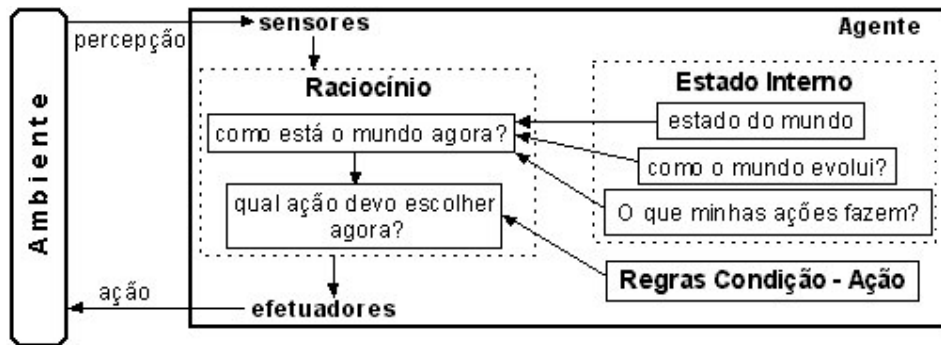 sensores
Agente
percepção
Raciocínio
Estado Interno
como está o mundo agora?
estado do mundo
como o mundo evolui?
qual ação devo escolher
agora?
O que minhas ações fazem?
Regras Condição - Ação
ação
efetuadores
Ambiente